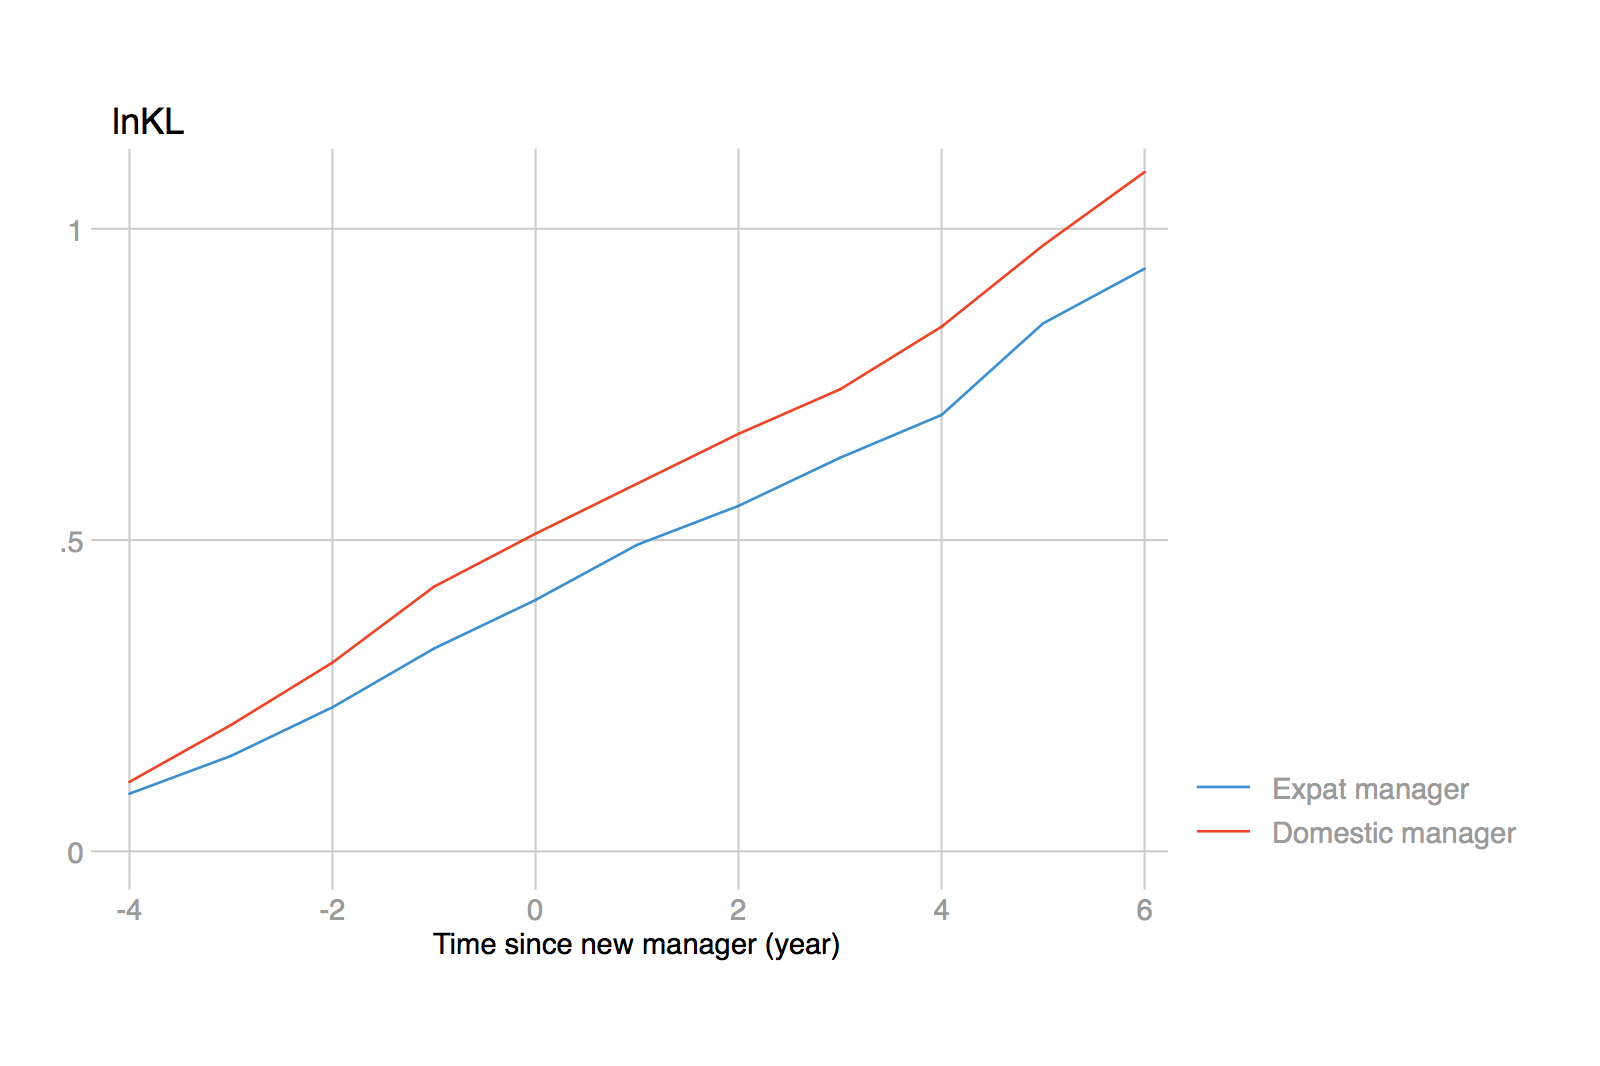 lnKL
1
.5
0
-4 -2 0 2 4 6
Time since new manager (year)
Expat manager
Domestic manager